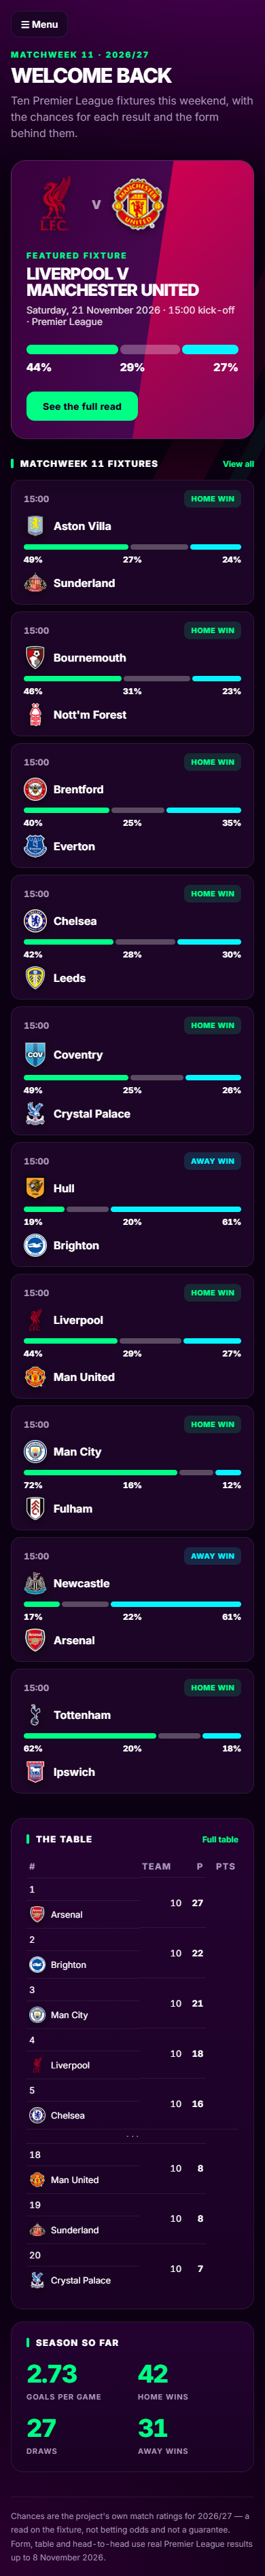 ☰ Menu
MATCHWEEK 11 · 2026/27
WELCOME BACK
Ten Premier League fixtures this weekend, with
the chances for each result and the form
behind them.
L.F.C.
V
MANCHESTER
UNITED
FEATURED FIXTURE
LIVERPOOL V
MANCHESTER UNITED
Saturday, 21 November 2026 · 15:00 kick-off
· Premier League
44% 29% 27%
See the full read
MATCHWEEK 11 FIXTURES View all
15:00 HOME WIN
Aston Villa
49% 27% 24%
Sunderland
15:00 HOME WIN
Bournemouth
46% 31% 23%
Nott'm Forest
15:00 HOME WIN
Brentford
40% 25% 35%
Everton
15:00 HOME WIN
Chelsea
42% 28% 30%
Leeds
15:00 HOME WIN
COV
Coventry
49% 25% 26%
Crystal Palace
15:00 AWAY WIN
Hull
19% 20% 61%
Brighton
15:00 HOME WIN
Liverpool
44% 29% 27%
Man United
15:00 HOME WIN
Man City
72% 16% 12%
Fulham
15:00 AWAY WIN
Newcastle
17% 22% 61%
Arsenal
15:00 HOME WIN
Tottenham
62% 20% 18%
Ipswich
THE TABLE Full table
# TEAM P PTS
1
Arsenal 10 27
2
Brighton 10 22
3
Man City 10 21
4
Liverpool 10 18
5
Chelsea 10 16
...
18
Man United 10 8
19
Sunderland 10 8
20
Crystal Palace 10 7
SEASON SO FAR
2.73 42
GOALS PER GAME HOME WINS
27 31
DRAWS AWAY WINS
Chances are the project's own match ratings for 2026/27 — a
read on the fixture, not betting odds and not a guarantee.
Form, table and head-to-head use real Premier League results
up to 8 November 2026.